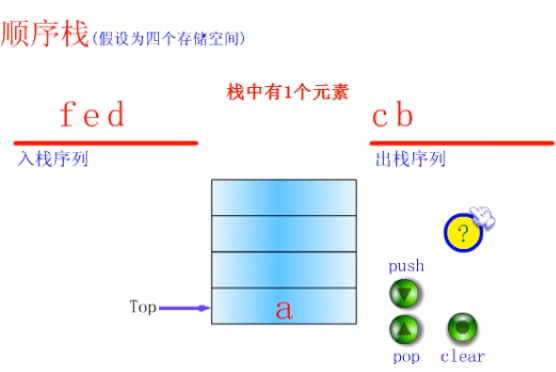 顺序栈(假设为四个存储空间)
栈中有1个元素
fed
cb
入栈序列
出栈序列
?
push
Top
a
pop
clear